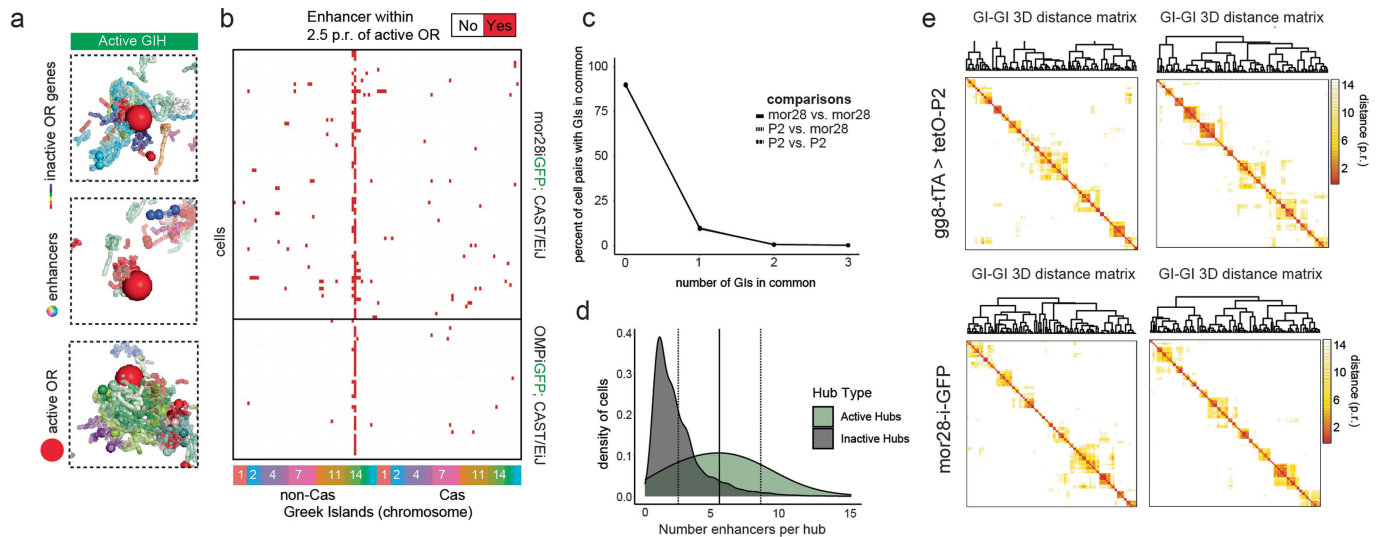 a
Active GIH
active OR
enhancers
inactive OR genes
b
Enhancer within
2.5 p.r. of active OR
No
Yes
cells
mor28iGFP; CAST/EiJ
OMPiGFP; CAST/EiJ
1 2 4 7 11 14 1 2 4 7 11 14
non-Cas
Cas
Greek Islands (chromosome)
c
percent of cell pairs with GIs in common
100
75
50
25
0
comparisons
mor28 vs. mor28
P2 vs. mor28
P2 vs. P2
0 1 2 3
number of GIs in common
d
density of cells
0.4
0.3
0.2
0.1
0.0
Hub Type
Active Hubs
Inactive Hubs
0 5 10 15
Number enhancers per hub
e
GI-GI 3D distance matrix
GI-GI 3D distance matrix
gg8-tTA > tetO-P2
14
10
6
2
distance (p.r.)
GI-GI 3D distance matrix
GI-GI 3D distance matrix
mor28-i-GFP
14
10
6
2
distance (p.r.)